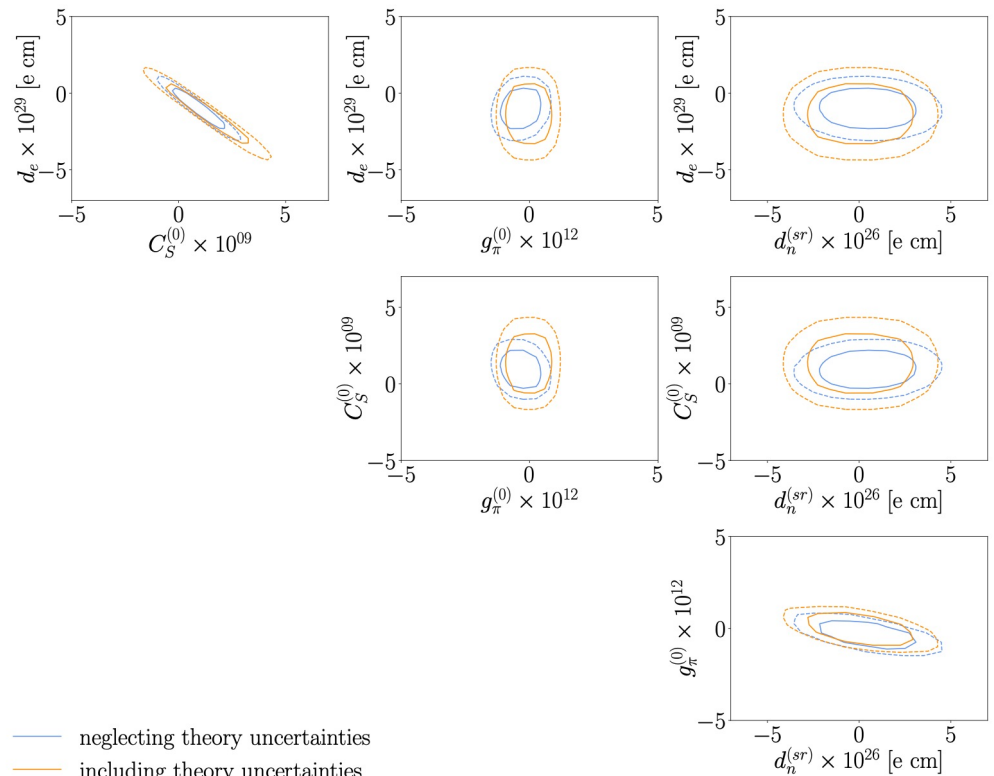 5
0
−5
d_e × 10^29 [e cm]
−5 0 5
C_S^(0) × 10^09
5
0
−5
d_e × 10^29 [e cm]
−5 0 5
g_π^(0) × 10^12
5
0
−5
d_e × 10^29 [e cm]
−5 0 5
d_n^(sr) × 10^26 [e cm]
5
0
−5
C_S^(0) × 10^09
−5 0 5
g_π^(0) × 10^12
5
0
−5
C_S^(0) × 10^09
−5 0 5
d_n^(sr) × 10^26 [e cm]
5
0
−5
g_π^(0) × 10^12
−5 0 5
d_n^(sr) × 10^26 [e cm]
neglecting theory uncertainties
including theory uncertainties